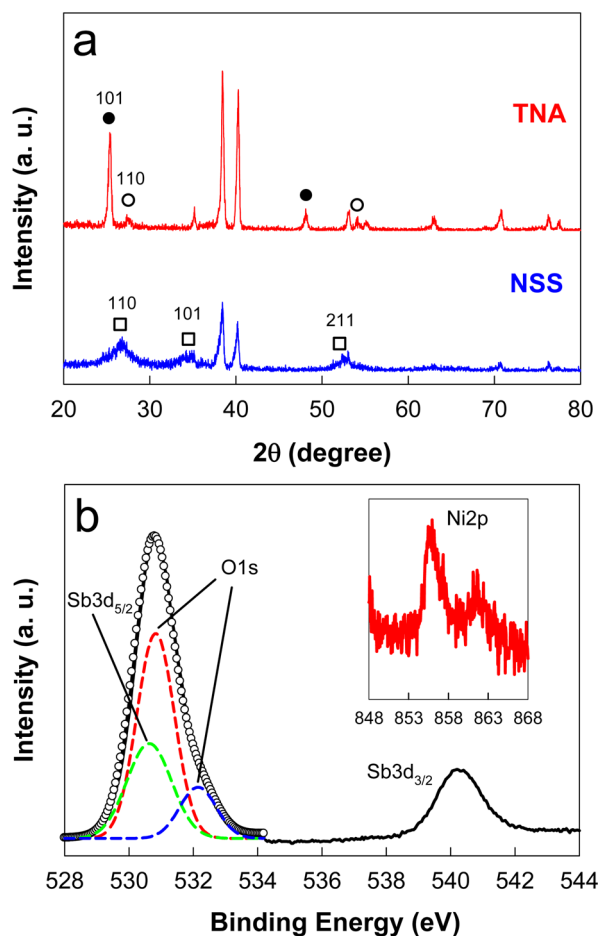 a
Intensity (a. u.)
101
110
TNA
110
101
211
NSS
20 30 40 50 60 70 80
2θ (degree)
b
Intensity (a. u.)
Sb3d5/2
O1s
Ni2p
848 853 858 863 868
Sb3d3/2
528 530 532 534 536 538 540 542 544
Binding Energy (eV)